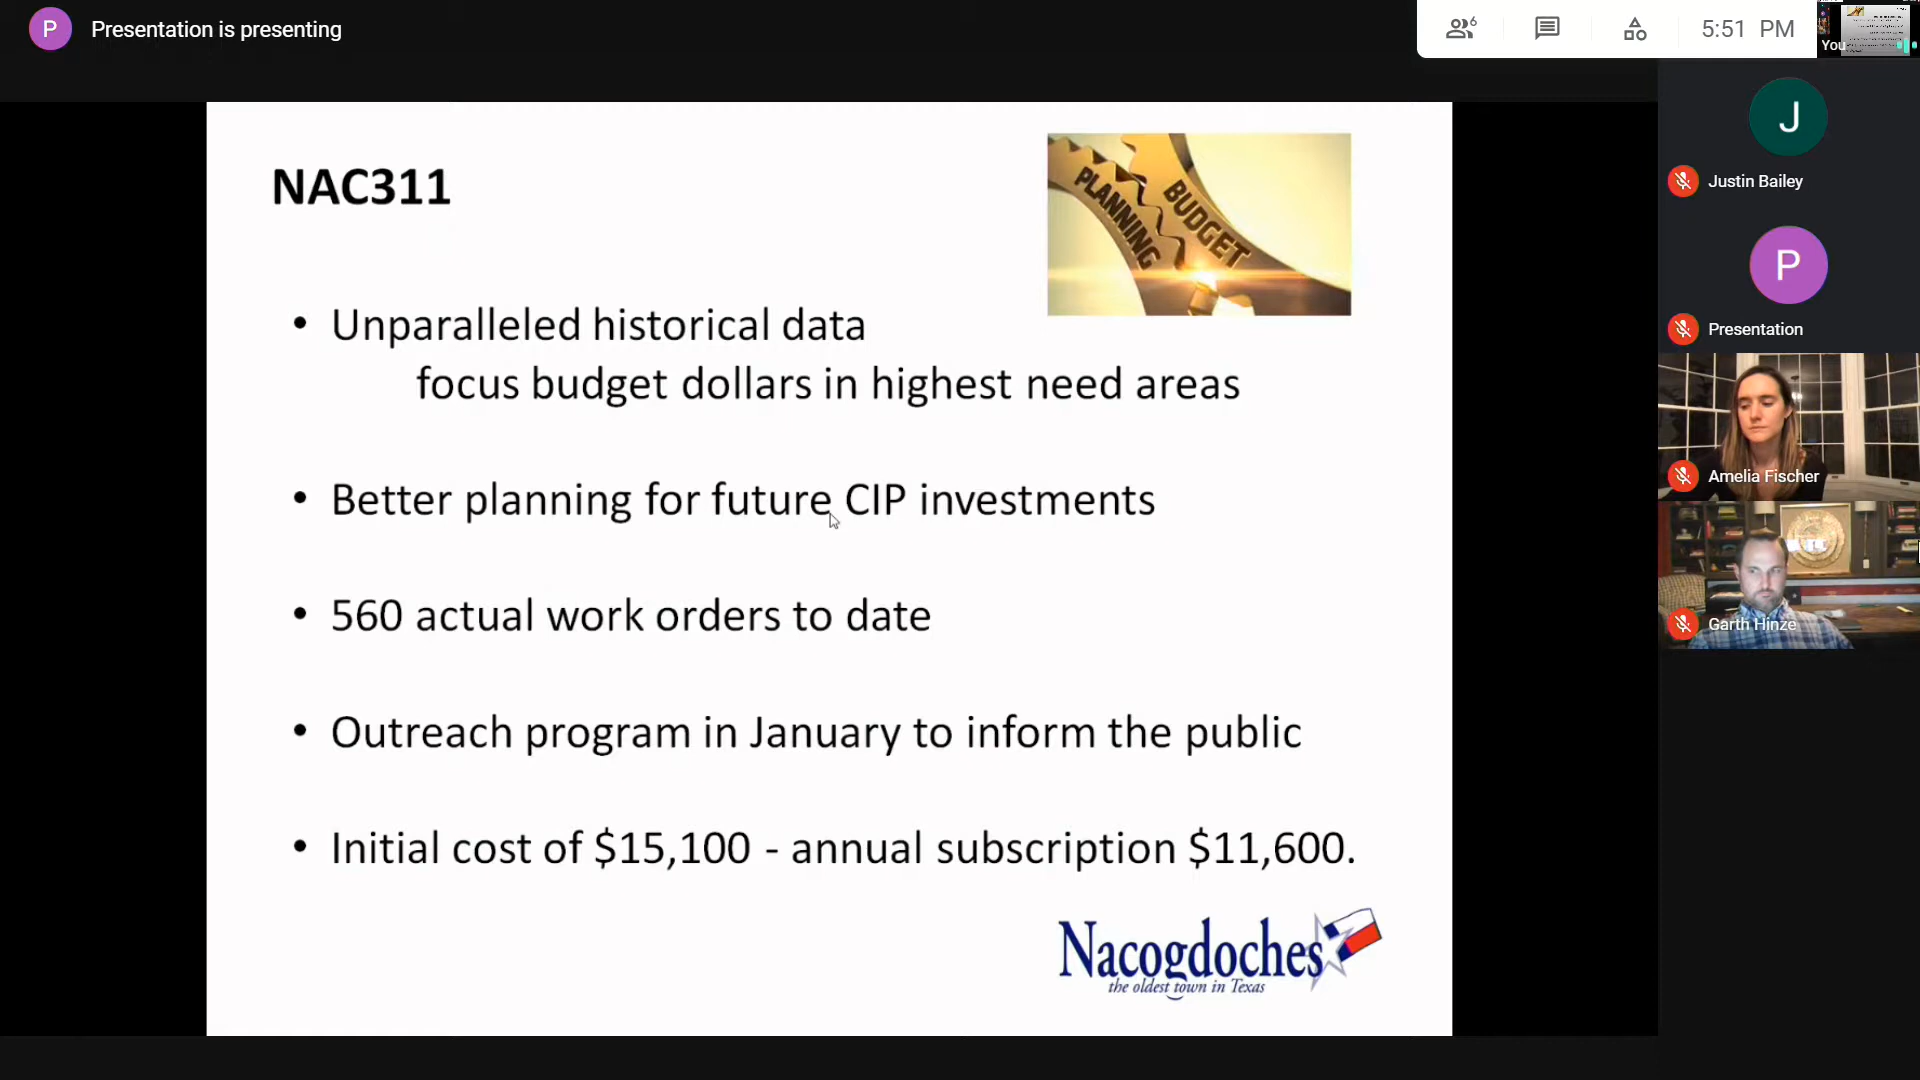 P
Presentation is presenting
6
5:51 PM
You
J
Justin Bailey
P
Presentation
Amelia Fischer
Garth Hinze
NAC311
PLANNING
BUDGET
• Unparalleled historical data
focus budget dollars in highest need areas
• Better planning for future CIP investments
• 560 actual work orders to date
• Outreach program in January to inform the public
• Initial cost of $15,100 - annual subscription $11,600.
Nacogdoches
the oldest town in Texas